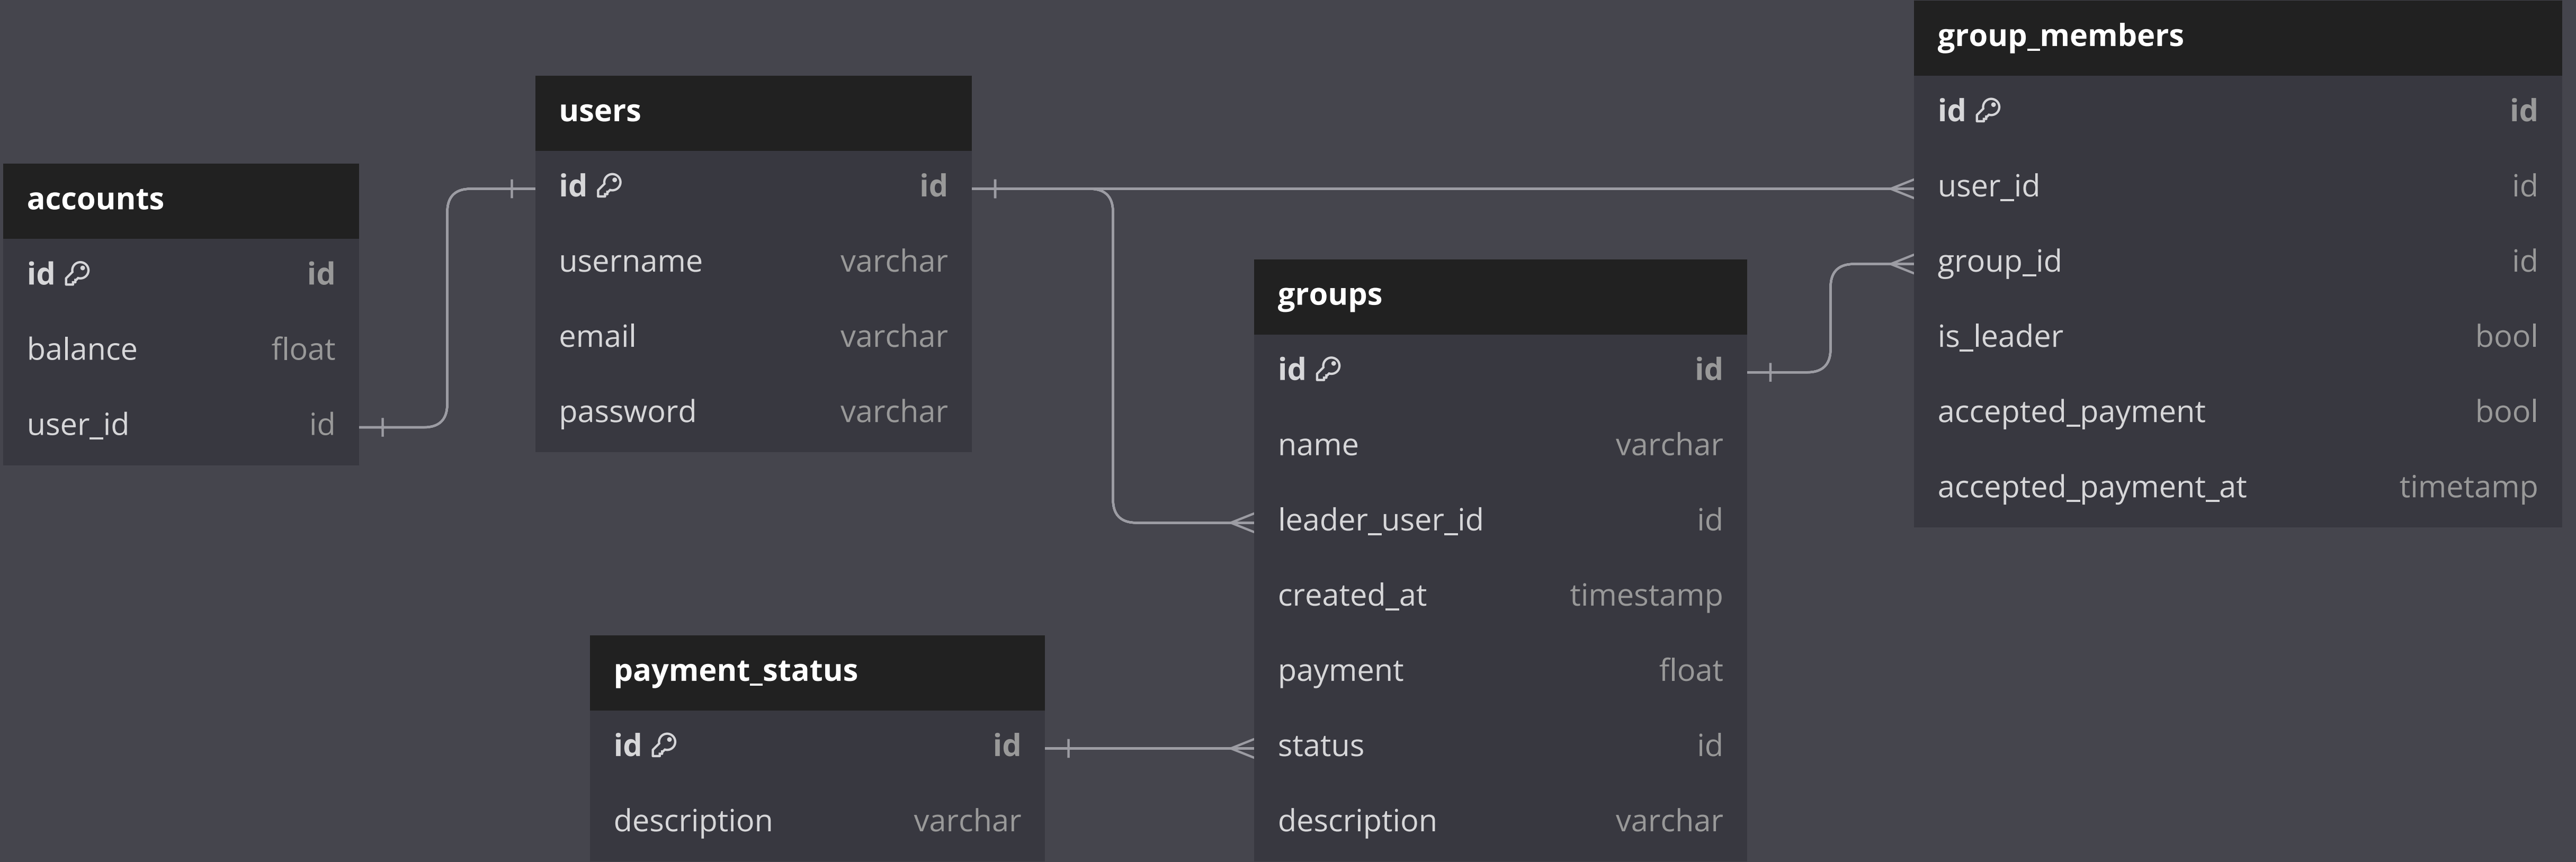 accounts
id id
balance float
user_id id
users
id id
username varchar
email varchar
password varchar
payment_status
id id
description varchar
groups
id id
name varchar
leader_user_id id
created_at timestamp
payment float
status id
description varchar
group_members
id id
user_id id
group_id id
is_leader bool
accepted_payment bool
accepted_payment_at timetamp